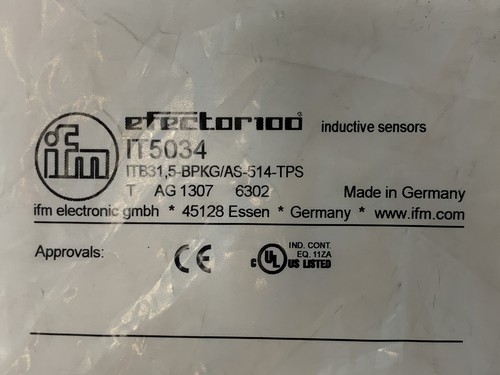 ifm
efector100
inductive sensors
IT5034
ITB31,5-BPKG/AS-514-TPS
T AG 1307 6302 Made in Germany
ifm electronic gmbh * 45128 Essen * Germany * www.ifm.com
Approvals:
CE
c UL US LISTED
IND. CONT.
EQ. 11ZA